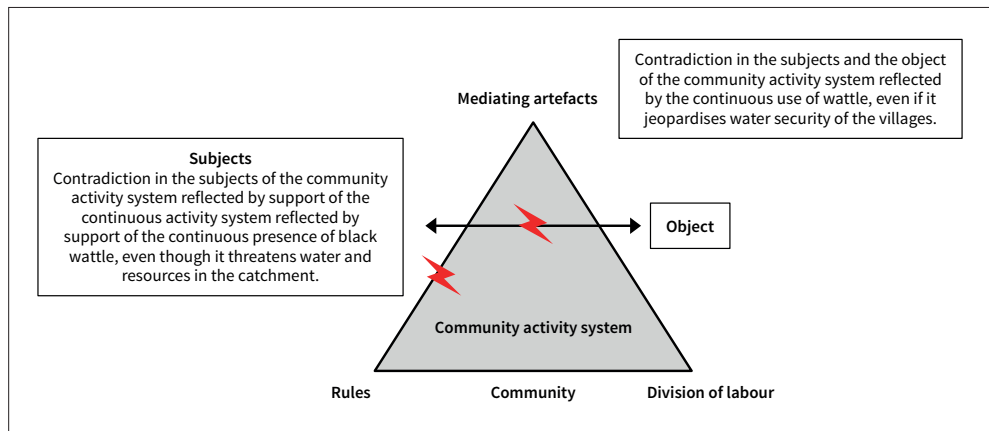 Contradiction in the subjects and the object
of the community activity system reflected
by the continuous use of wattle, even if it
jeopardises water security of the villages.
Mediating artefacts
Subjects
Contradiction in the subjects of the community
activity system reflected by support of the
continuous activity system reflected by
support of the continuous presence of black
wattle, even though it threatens water and
resources in the catchment.
Object
Community activity system
Rules
Community
Division of labour